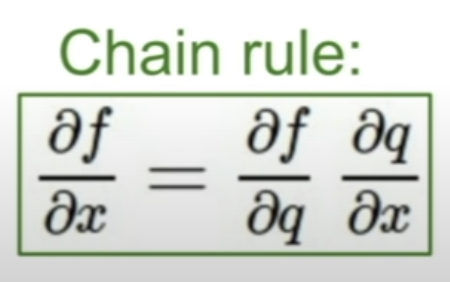 Chain rule:
∂f/∂x = ∂f/∂q ∂q/∂x